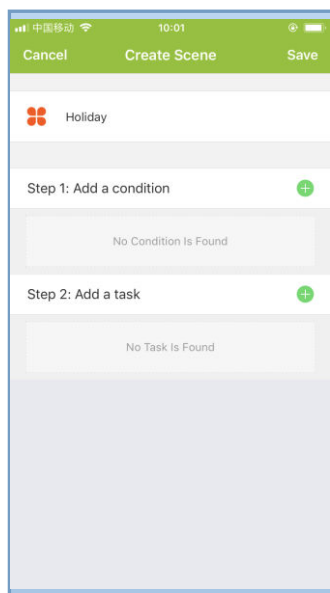 中国移动 10:01
Cancel Create Scene Save
Holiday
Step 1: Add a condition
No Condition Is Found
Step 2: Add a task
No Task Is Found